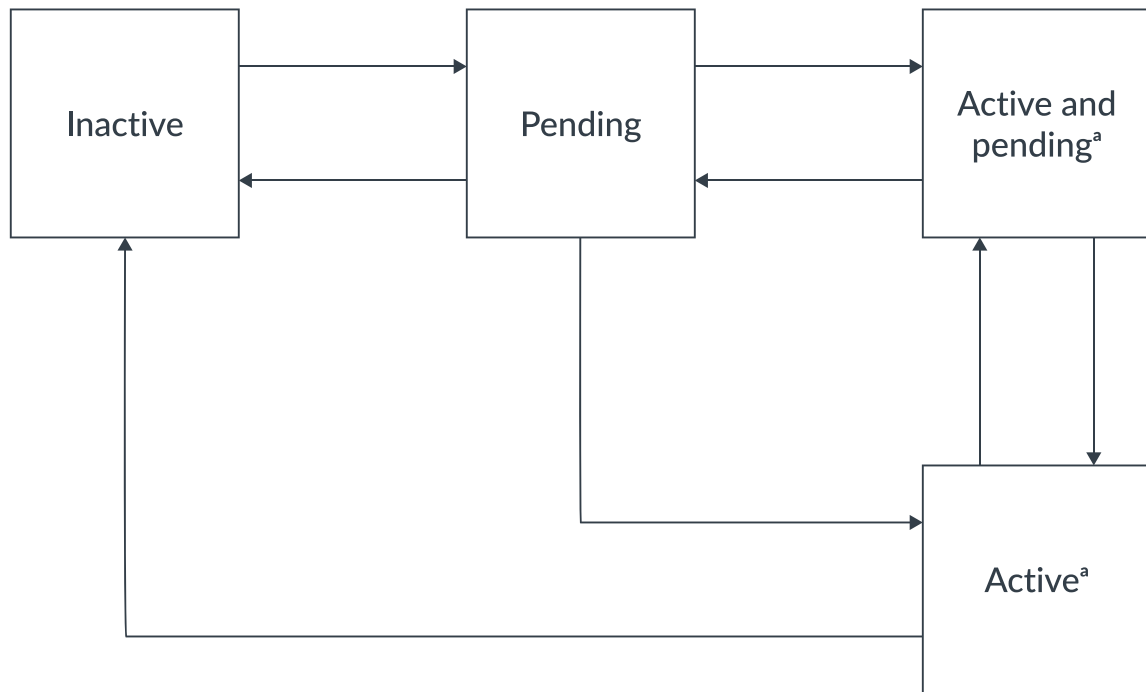 Inactive
Pending
Active and
pendingᵃ
Activeᵃ